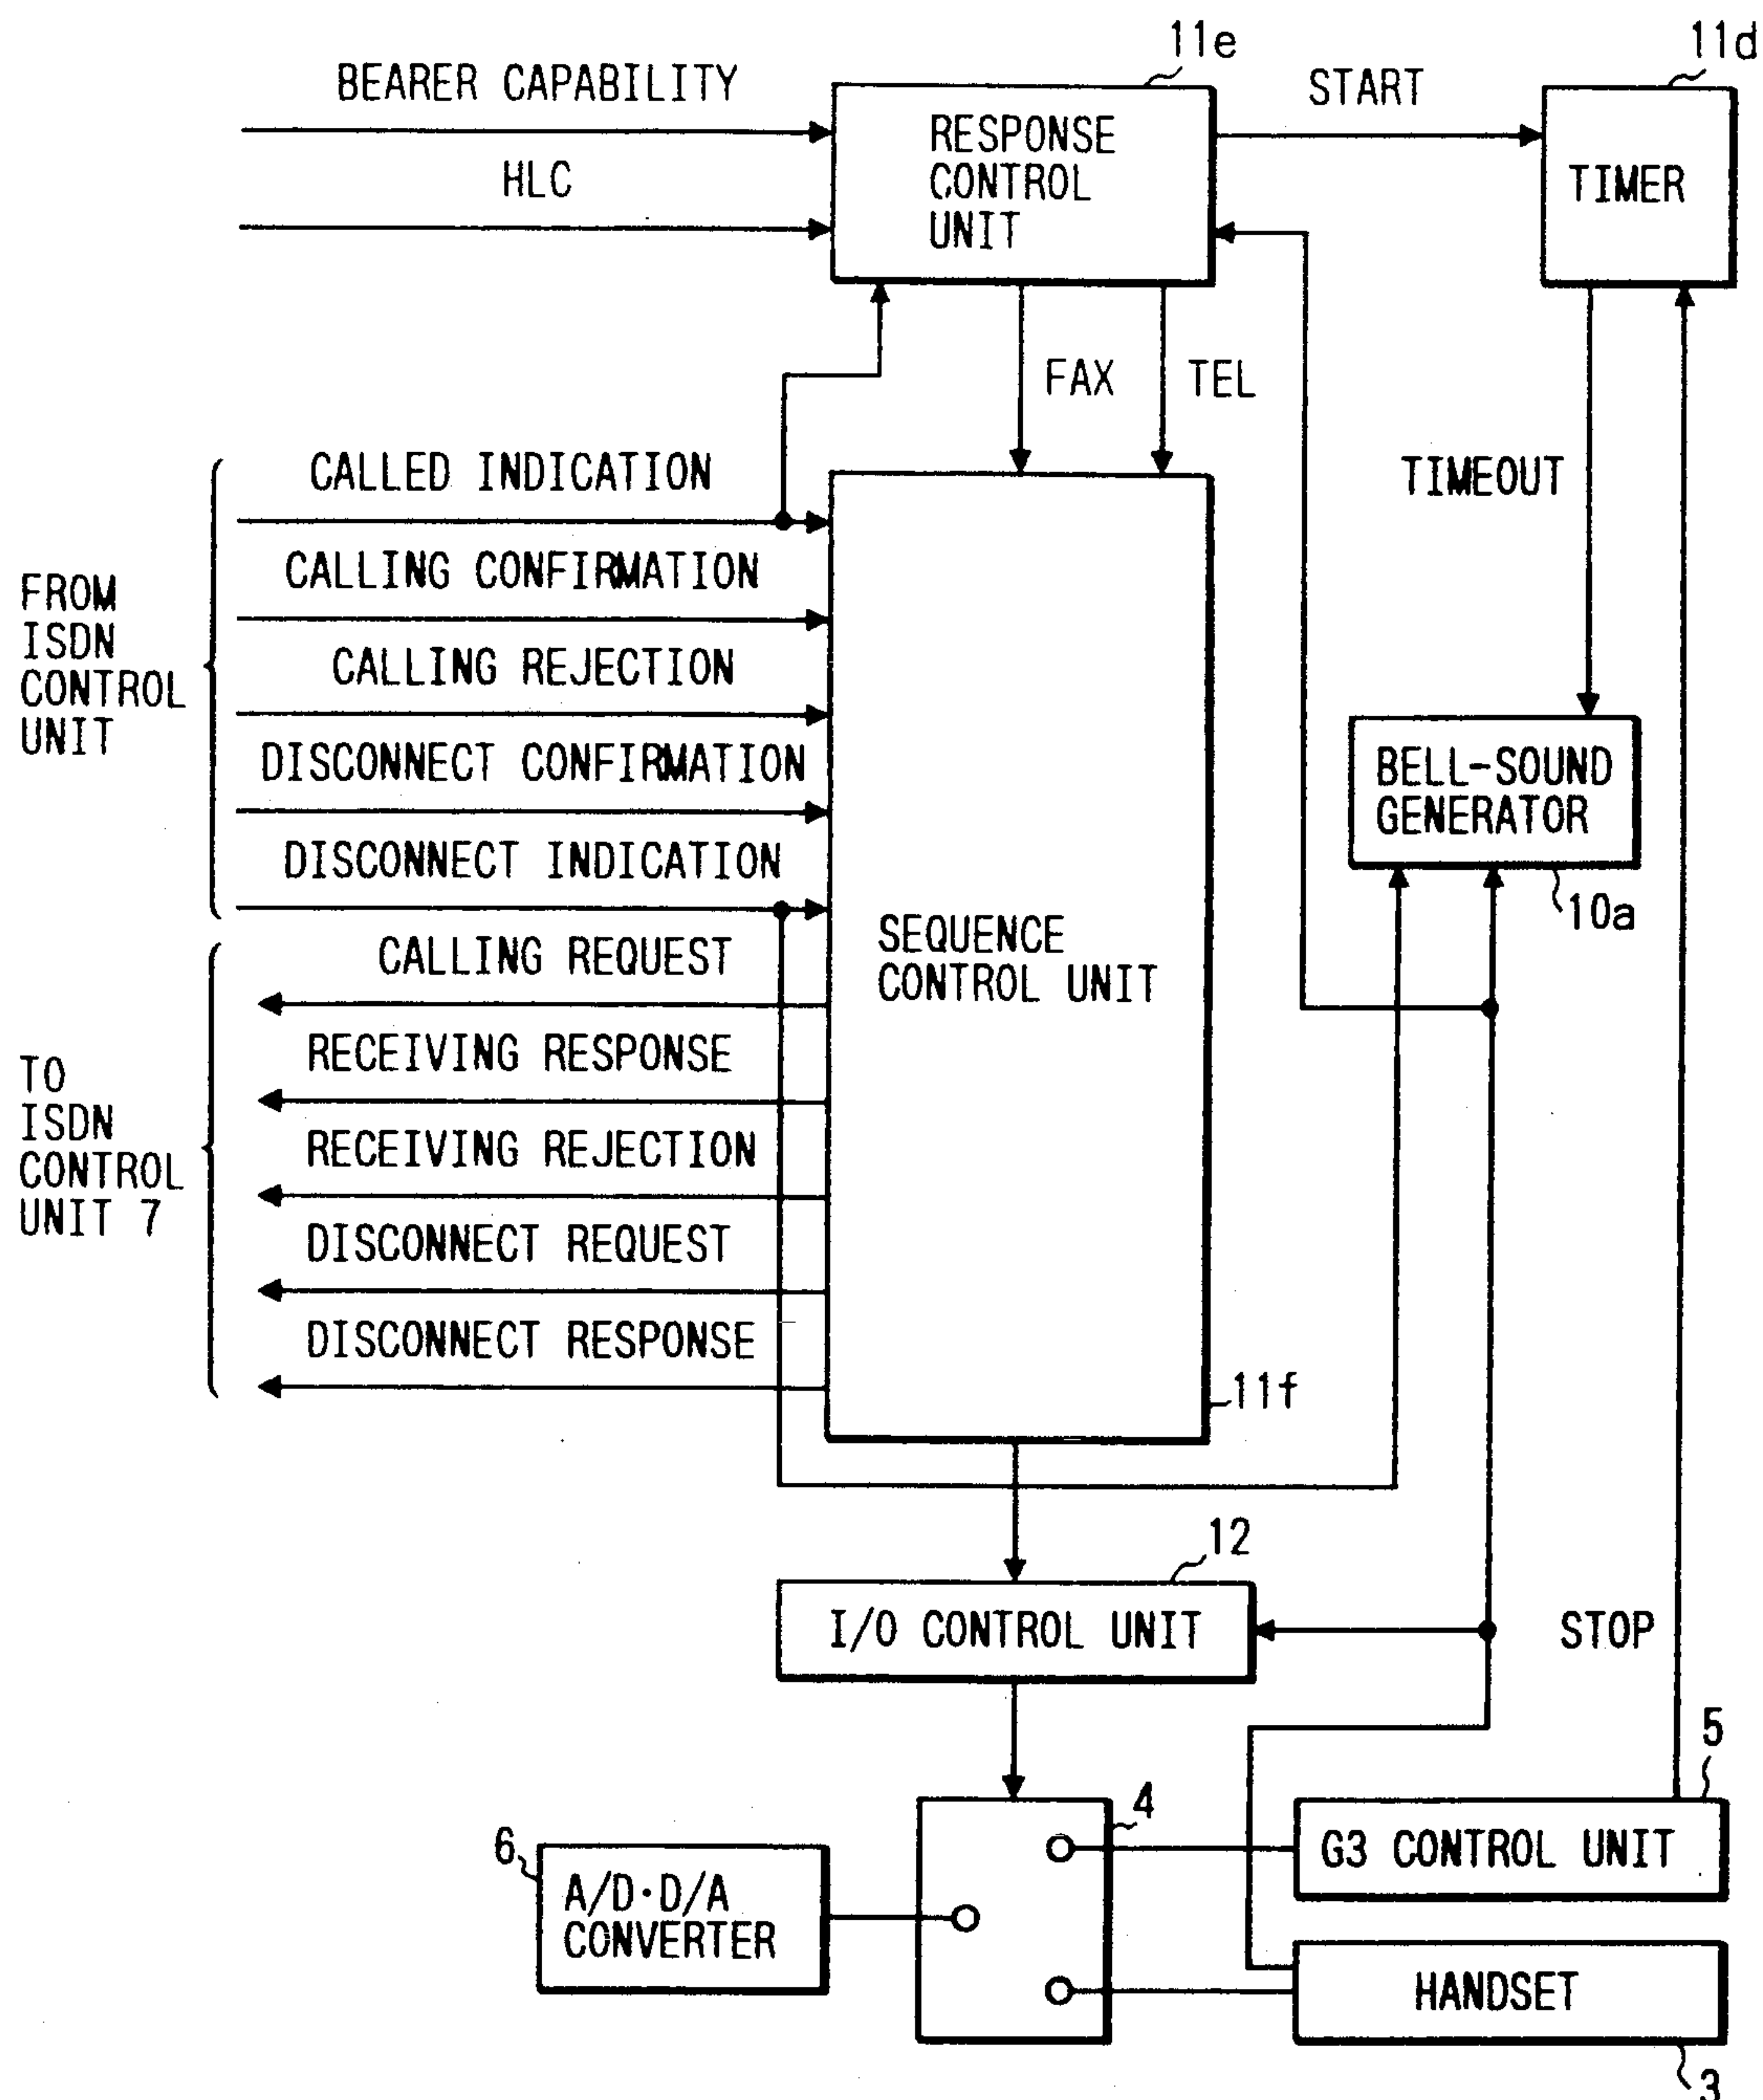 11e
11d
BEARER CAPABILITY
START
RESPONSE
CONTROL
UNIT
HLC
TIMER
FAX
TEL
CALLED INDICATION
TIMEOUT
CALLING CONFIRMATION
FROM
ISDN
CONTROL
UNIT
CALLING REJECTION
DISCONNECT CONFIRMATION
BELL-SOUND
GENERATOR
DISCONNECT INDICATION
10a
SEQUENCE
CONTROL UNIT
CALLING REQUEST
RECEIVING RESPONSE
TO
ISDN
CONTROL
UNIT 7
RECEIVING REJECTION
DISCONNECT REQUEST
DISCONNECT RESPONSE
11f
12
I/O CONTROL UNIT
STOP
5
4
G3 CONTROL UNIT
6
A/D·D/A
CONVERTER
HANDSET
3